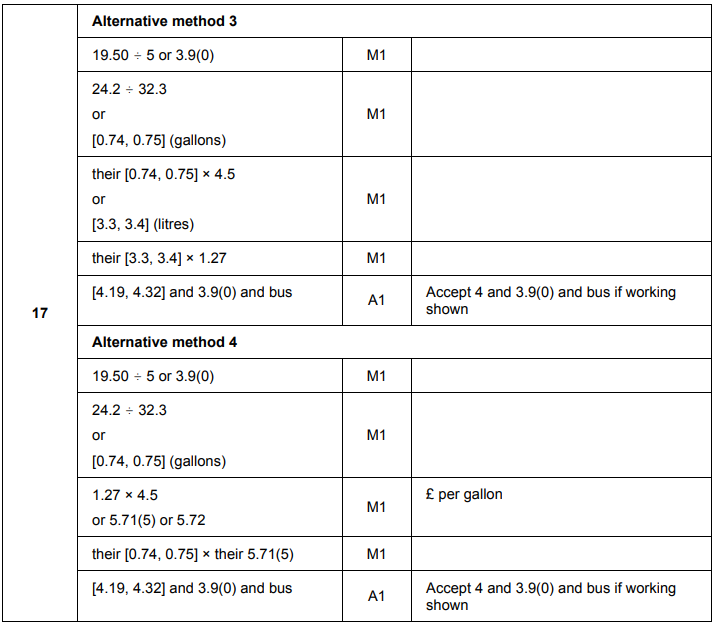 Alternative method 3
19.50 ÷ 5 or 3.9(0)
M1
24.2 ÷ 32.3
or
[0.74, 0.75] (gallons)
M1
their [0.74, 0.75] × 4.5
or
[3.3, 3.4] (litres)
M1
their [3.3, 3.4] × 1.27
M1
[4.19, 4.32] and 3.9(0) and bus
A1
Accept 4 and 3.9(0) and bus if working
shown
17
Alternative method 4
19.50 ÷ 5 or 3.9(0)
M1
24.2 ÷ 32.3
or
[0.74, 0.75] (gallons)
M1
1.27 × 4.5
or 5.71(5) or 5.72
M1
£ per gallon
their [0.74, 0.75] × their 5.71(5)
M1
[4.19, 4.32] and 3.9(0) and bus
A1
Accept 4 and 3.9(0) and bus if working
shown